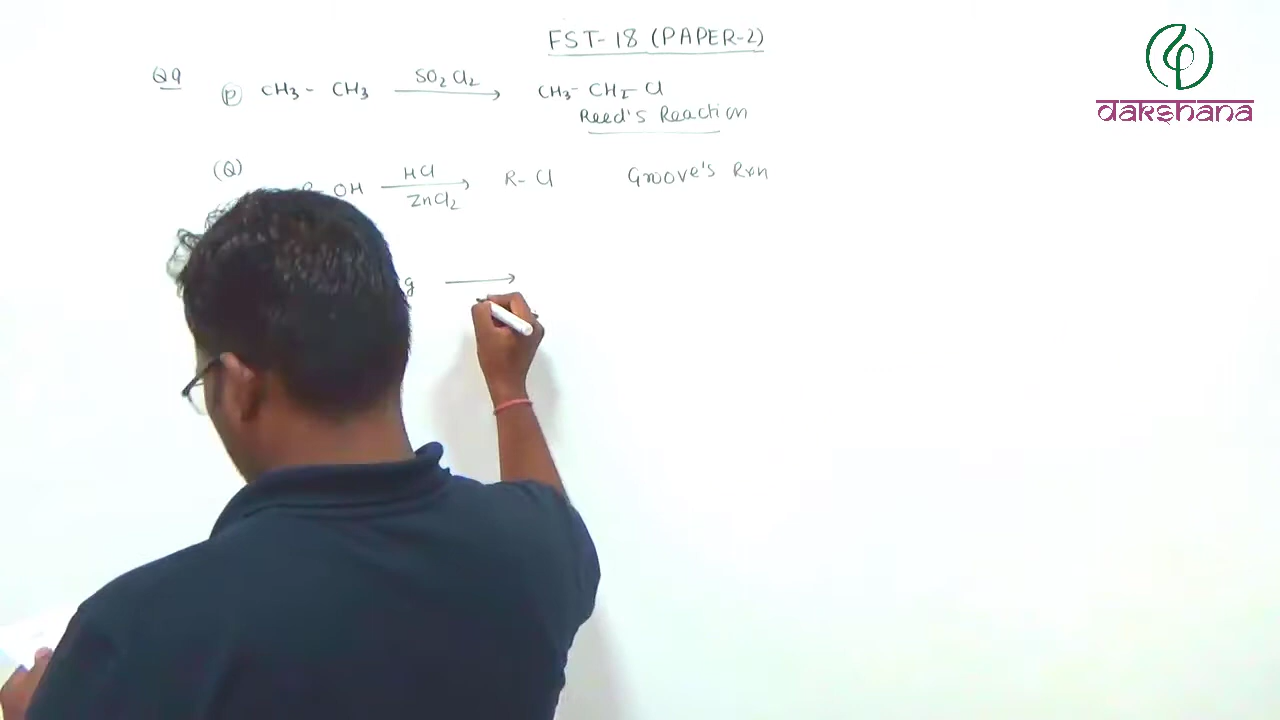 FST-18 (PAPER-2)
Q9
(P) CH3 - CH3 SO2Cl2 ⟶ CH3 - CH2 - Cl
Reed's Reaction
(Q)
R - OH HCl ⟶ ZnCl2 R - Cl Groove's Rxn
g ⟶
dakshana